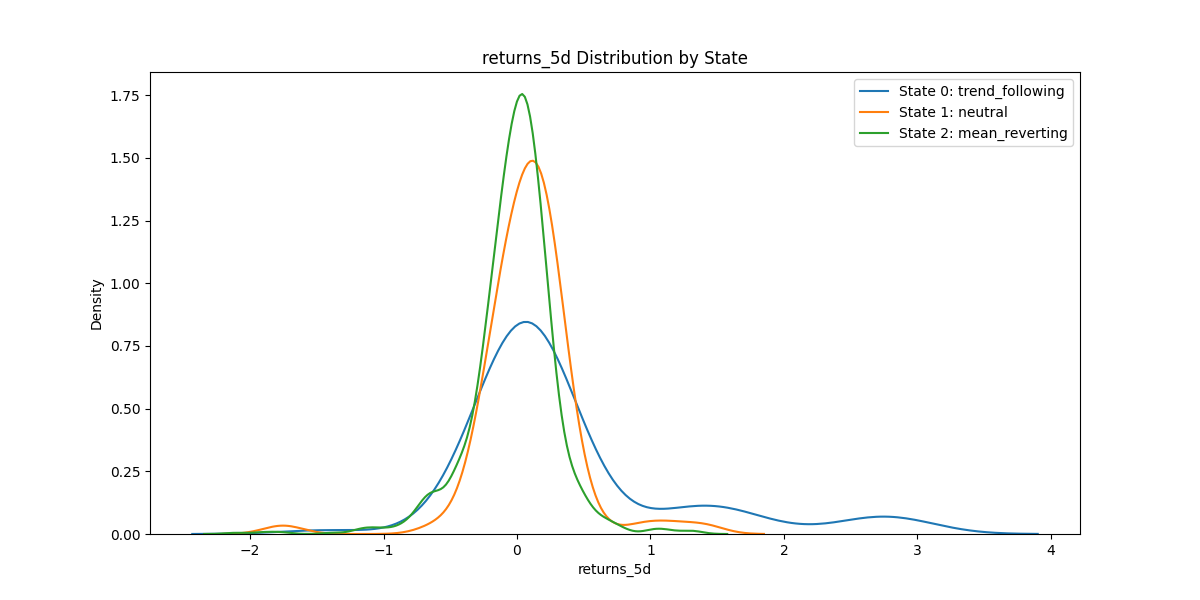 returns_5d Distribution by State
State 0: trend_following
State 1: neutral
State 2: mean_reverting
1.75
1.50
1.25
1.00
0.75
0.50
0.25
0.00
Density
−2 −1 0 1 2 3 4
returns_5d